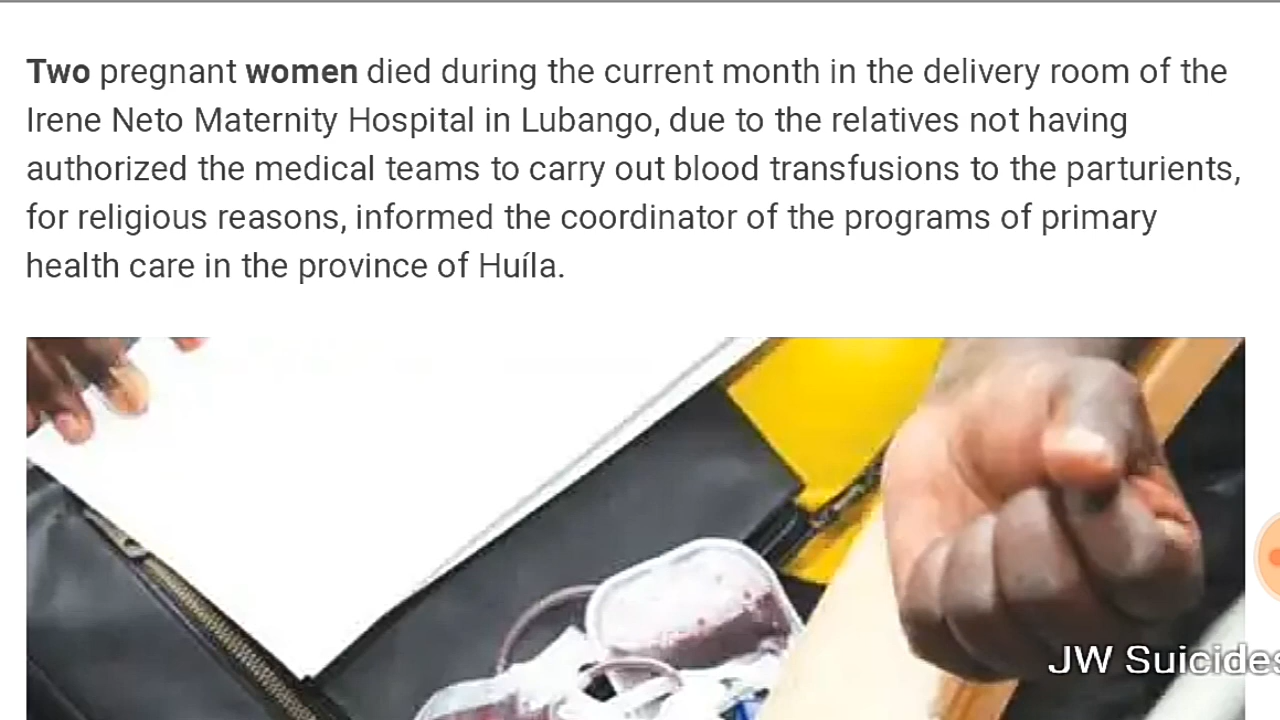 Two pregnant women died during the current month in the delivery room of the
Irene Neto Maternity Hospital in Lubango, due to the relatives not having
authorized the medical teams to carry out blood transfusions to the parturients,
for religious reasons, informed the coordinator of the programs of primary
health care in the province of Huíla.
JW Suicides